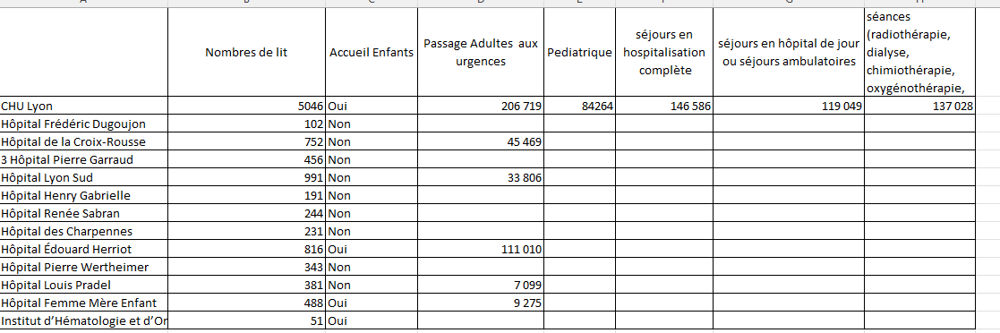 Nombres de lit Accueil Enfants Passage Adultes aux urgences Pediatrique séjours en hospitalisation complète séjours en hôpital de jour ou séjours ambulatoires séances (radiothérapie, dialyse, chimiothérapie, oxygénothérapie,
CHU Lyon 5046 Oui 206 719 84264 146 586 119 049 137 028
Hôpital Frédéric Dugoujon 102 Non
Hôpital de la Croix-Rousse 752 Non 45 469
3 Hôpital Pierre Garraud 456 Non
Hôpital Lyon Sud 991 Non 33 806
Hôpital Henry Gabrielle 191 Non
Hôpital Renée Sabran 244 Non
Hôpital des Charpennes 231 Non
Hôpital Édouard Herriot 816 Oui 111 010
Hôpital Pierre Wertheimer 343 Non
Hôpital Louis Pradel 381 Non 7 099
Hôpital Femme Mère Enfant 488 Oui 9 275
Institut d'Hématologie et d'Or 51 Oui